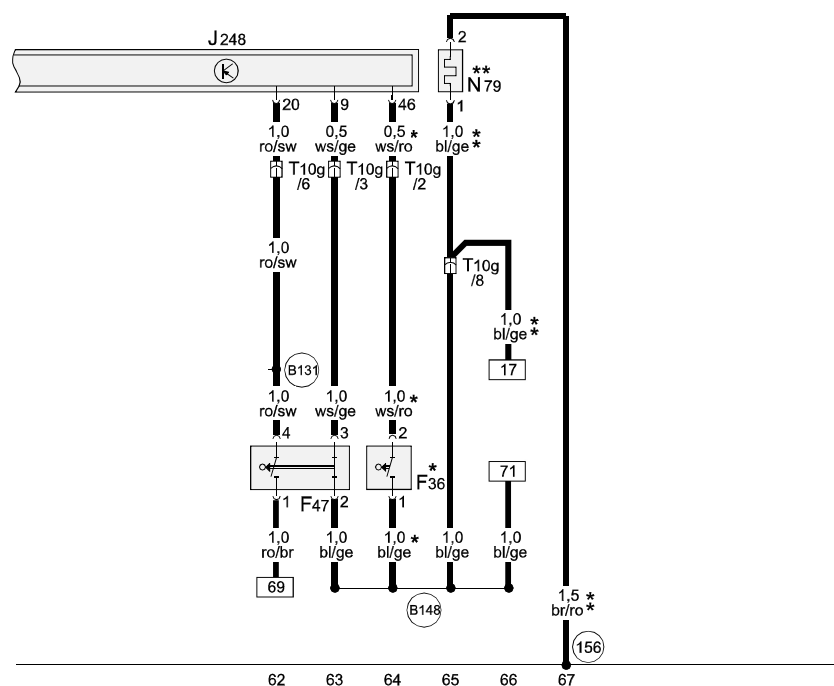 J248
2
**
N79
20 9 46 1
1,0 0,5 0,5 * 1,0 *
ro/sw ws/ge ws/ro bl/ge *
T10g T10g T10g
/6 /3 /2
1,0
ro/sw
T10g
/8
1,0 *
bl/ge *
B131
17
1,0 1,0 1,0 *
ro/sw ws/ge ws/ro
4 3 2
*
F36
71
1 F47 2 1
1,0 1,0 1,0 * 1,0 1,0
ro/br bl/ge bl/ge bl/ge bl/ge
69
B148
1,5 *
br/ro *
156
62 63 64 65 66 67